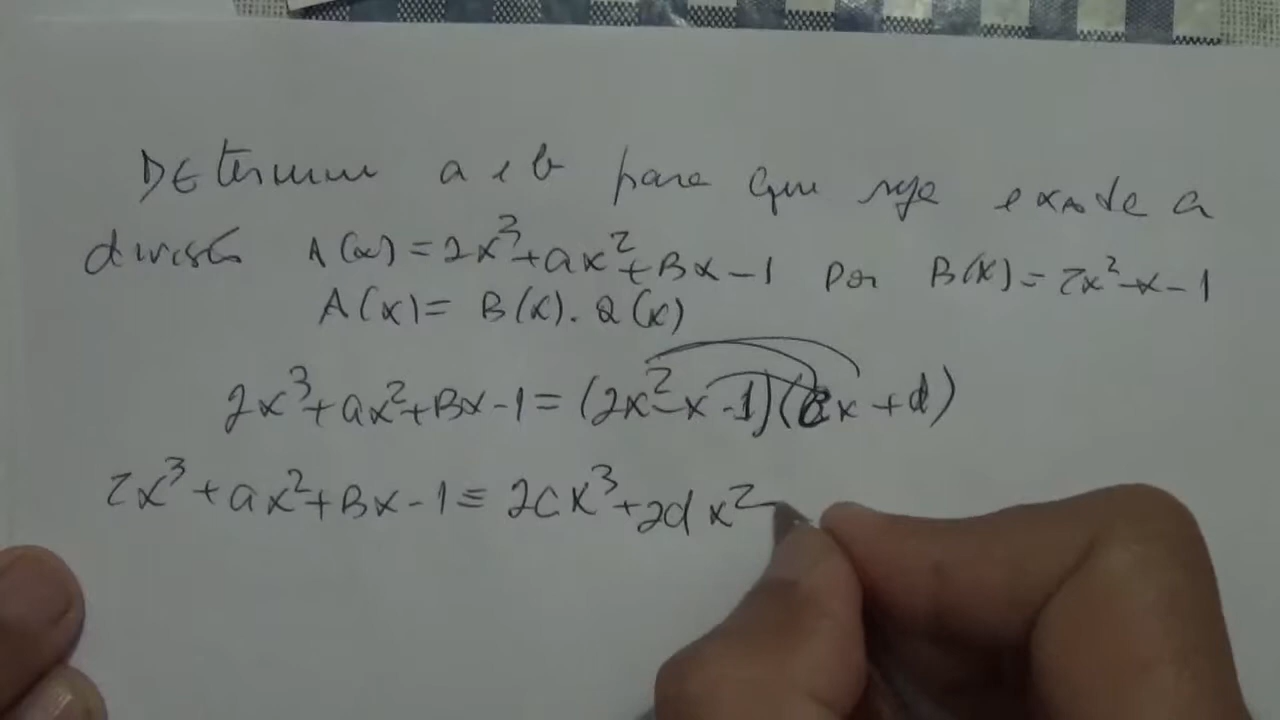 Determine a e b para que seja exata a
divisão A(x) = 2x³+ax²+Bx-1 por B(x) = 2x²-x-1
A(x) = B(x). Q(x)
2x³+ax²+Bx-1 = (2x²-x-1)(cx+d)
2x³+ax²+Bx-1 ≡ 2cx³+2dx²